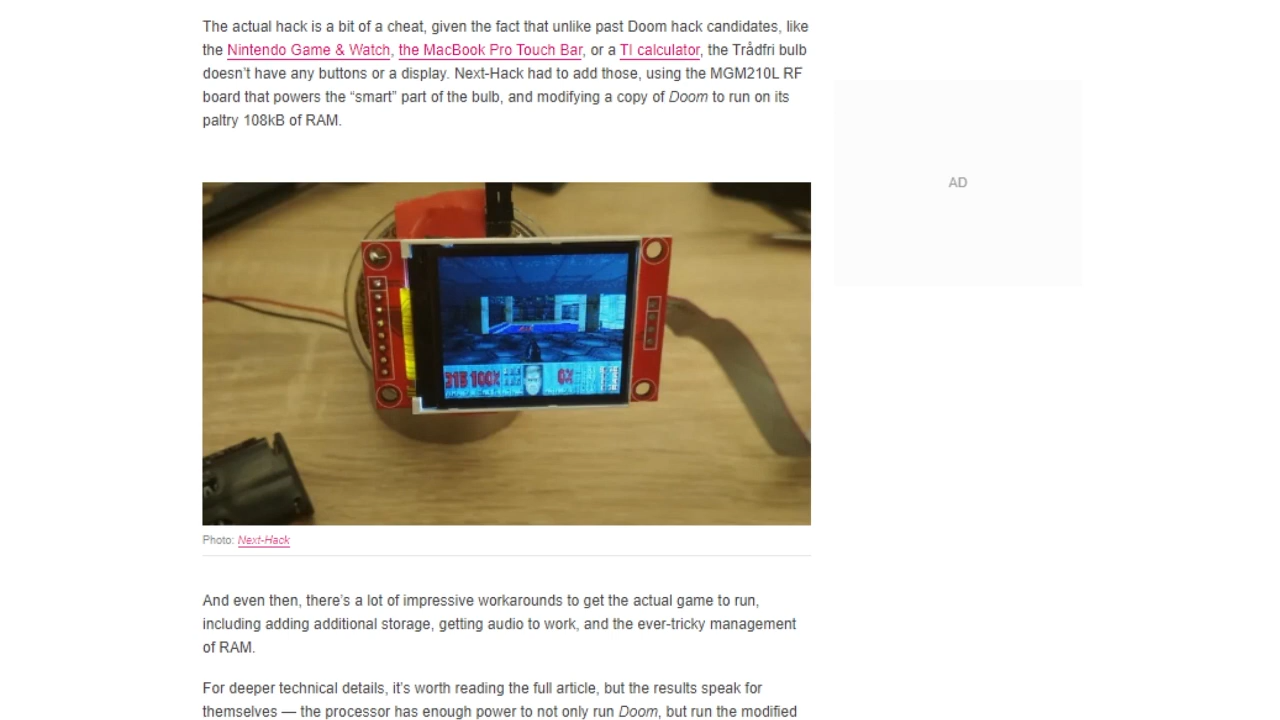 The actual hack is a bit of a cheat, given the fact that unlike past Doom hack candidates, like
the Nintendo Game & Watch, the MacBook Pro Touch Bar, or a TI calculator, the Trådfri bulb
doesn’t have any buttons or a display. Next-Hack had to add those, using the MGM210L RF
board that powers the “smart” part of the bulb, and modifying a copy of Doom to run on its
paltry 108kB of RAM.
AD
315 100% 0%
Photo: Next-Hack
And even then, there’s a lot of impressive workarounds to get the actual game to run,
including adding additional storage, getting audio to work, and the ever-tricky management
of RAM.
For deeper technical details, it’s worth reading the full article, but the results speak for
themselves — the processor has enough power to not only run Doom, but run the modified